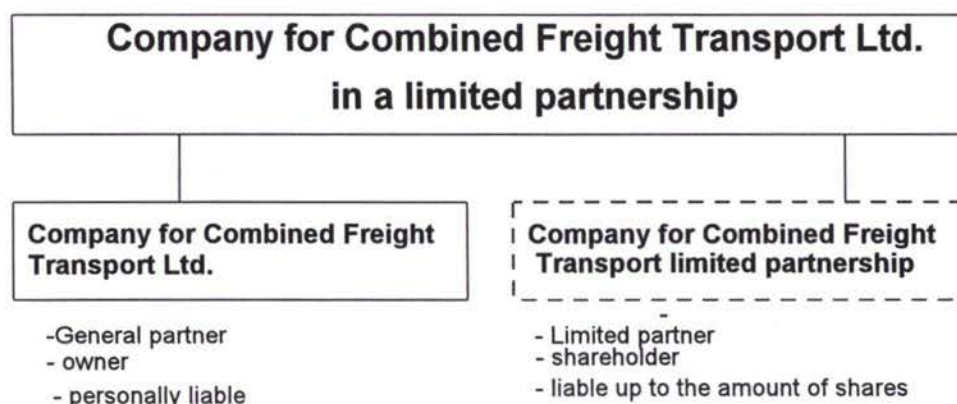 Company for Combined Freight Transport Ltd.
in a limited partnership
Company for Combined Freight
Transport Ltd.
Company for Combined Freight
Transport limited partnership
-General partner
- owner
- personally liable
-
- Limited partner
- shareholder
- liable up to the amount of shares